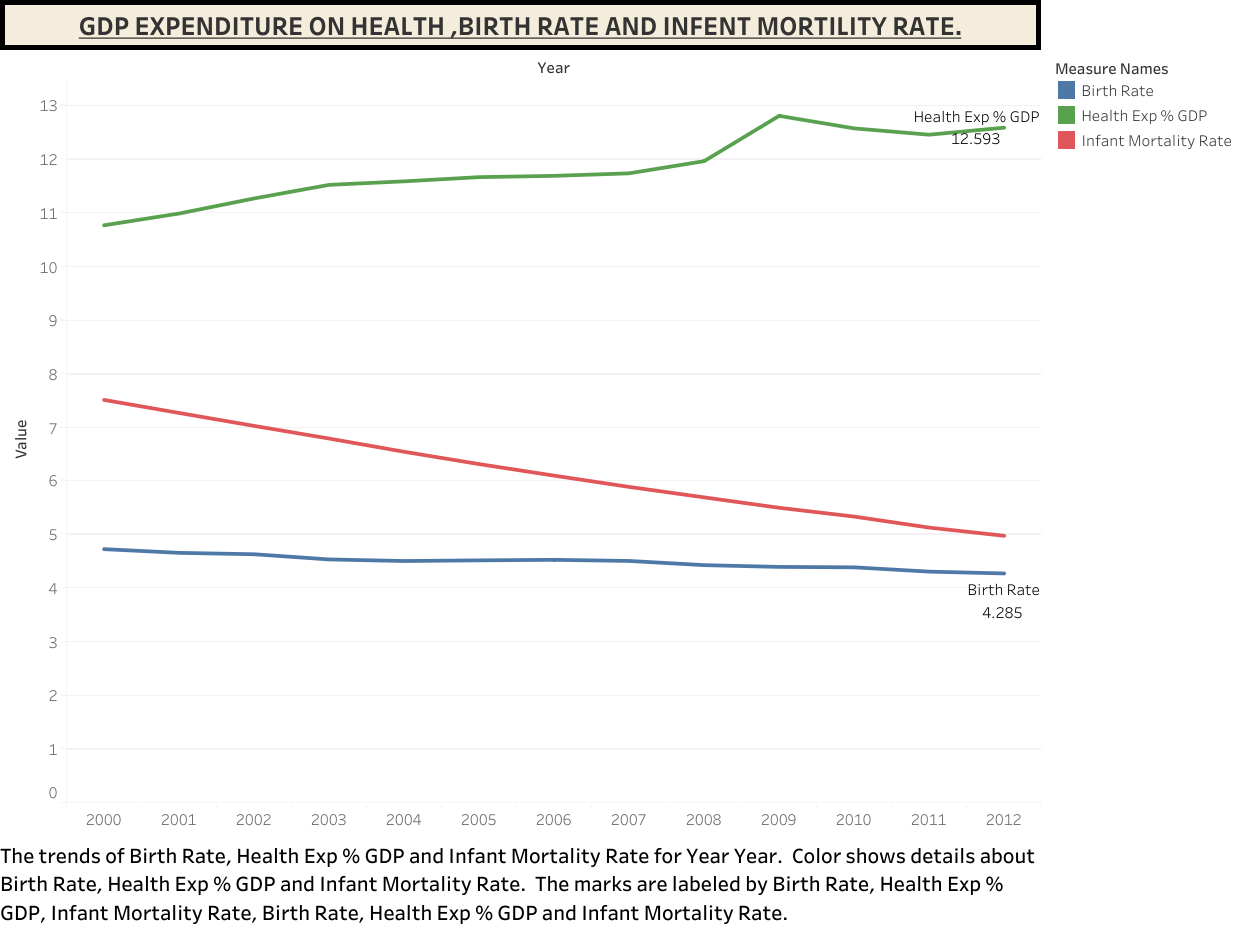 GDP EXPENDITURE ON HEALTH ,BIRTH RATE AND INFENT MORTILITY RATE.
Year
Measure Names
Birth Rate
Health Exp % GDP
Infant Mortality Rate
13
12
11
10
9
8
7
6
5
4
3
2
1
0
Value
Health Exp % GDP
12.593
Birth Rate
4.285
2000 2001 2002 2003 2004 2005 2006 2007 2008 2009 2010 2011 2012
The trends of Birth Rate, Health Exp % GDP and Infant Mortality Rate for Year Year.  Color shows details about
Birth Rate, Health Exp % GDP and Infant Mortality Rate.  The marks are labeled by Birth Rate, Health Exp %
GDP, Infant Mortality Rate, Birth Rate, Health Exp % GDP and Infant Mortality Rate.